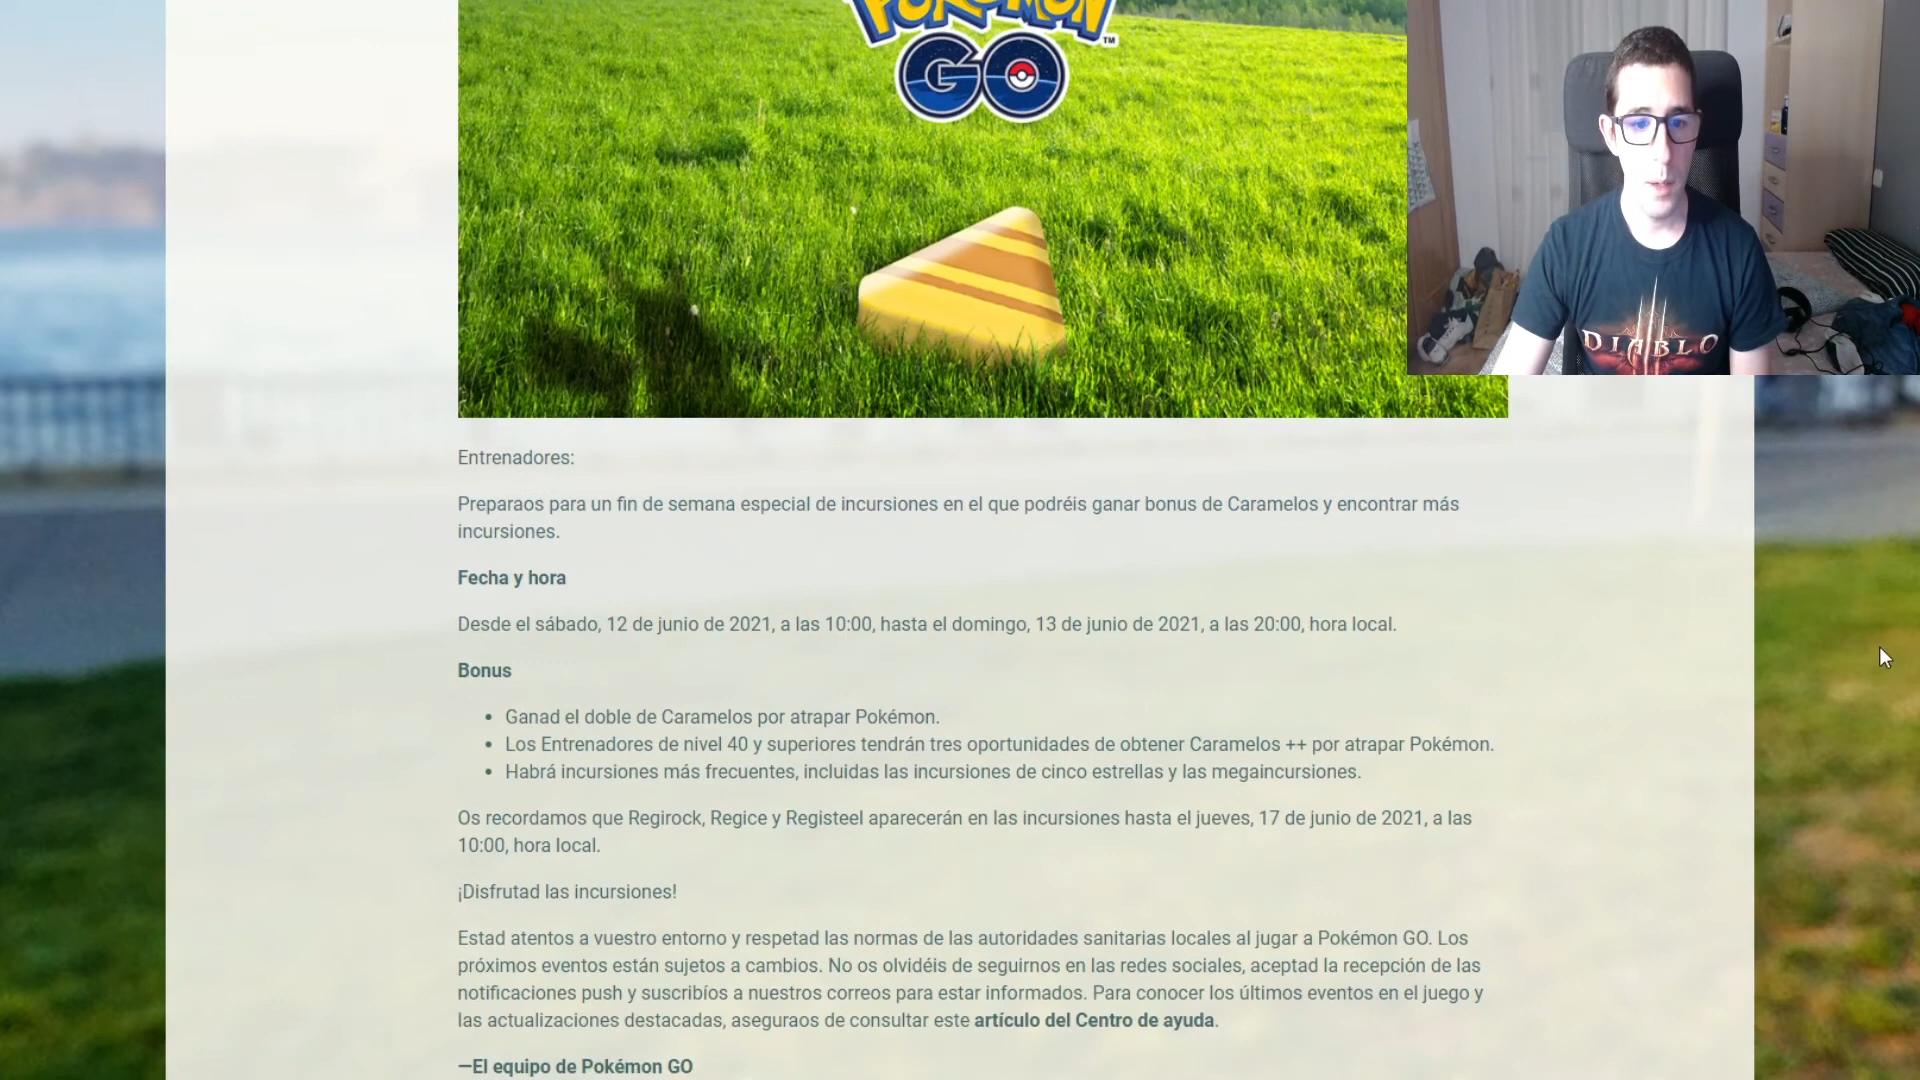 POKÉMON
GO
TM
DIABLO
Entrenadores:
Preparaos para un fin de semana especial de incursiones en el que podréis ganar bonus de Caramelos y encontrar más
incursiones.
Fecha y hora
Desde el sábado, 12 de junio de 2021, a las 10:00, hasta el domingo, 13 de junio de 2021, a las 20:00, hora local.
Bonus
• Ganad el doble de Caramelos por atrapar Pokémon.
• Los Entrenadores de nivel 40 y superiores tendrán tres oportunidades de obtener Caramelos ++ por atrapar Pokémon.
• Habrá incursiones más frecuentes, incluidas las incursiones de cinco estrellas y las megaincursiones.
Os recordamos que Regirock, Regice y Registeel aparecerán en las incursiones hasta el jueves, 17 de junio de 2021, a las
10:00, hora local.
¡Disfrutad las incursiones!
Estad atentos a vuestro entorno y respetad las normas de las autoridades sanitarias locales al jugar a Pokémon GO. Los
próximos eventos están sujetos a cambios. No os olvidéis de seguirnos en las redes sociales, aceptad la recepción de las
notificaciones push y suscribíos a nuestros correos para estar informados. Para conocer los últimos eventos en el juego y
las actualizaciones destacadas, aseguraos de consultar este artículo del Centro de ayuda.
—El equipo de Pokémon GO